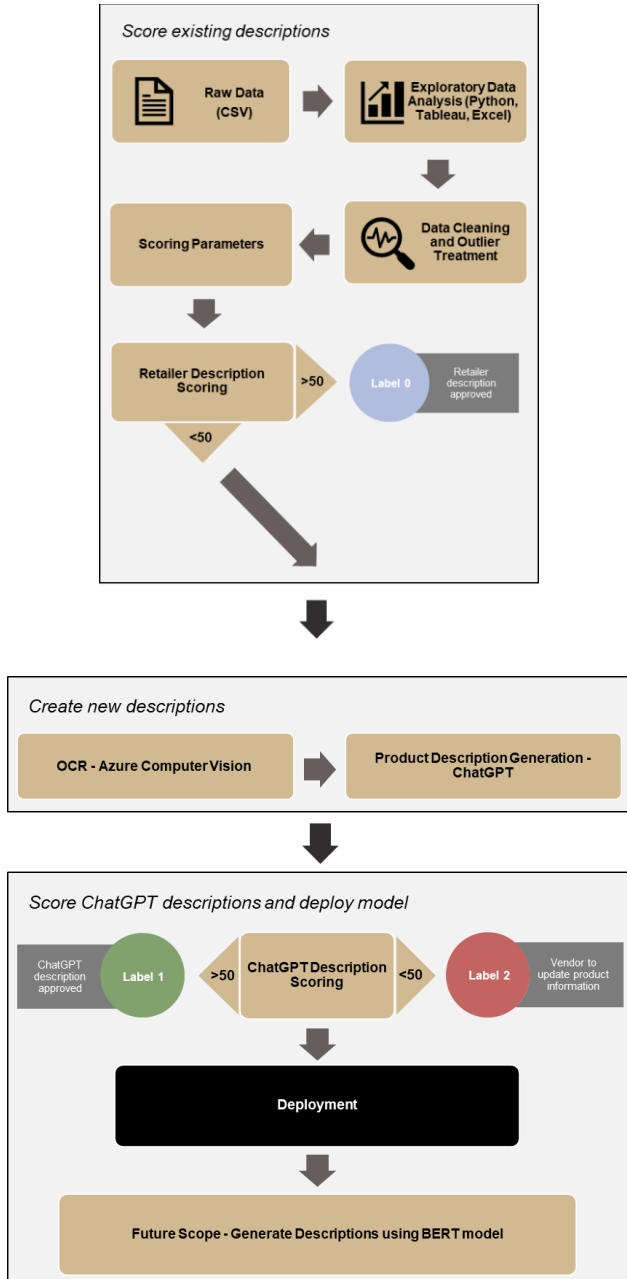 Score existing descriptions
Raw Data
(CSV)
Exploratory Data
Analysis (Python,
Tableau, Excel)
Scoring Parameters
Data Cleaning
and Outlier
Treatment
Retailer Description
Scoring
>50
<50
Label 0
Retailer
description
approved
Create new descriptions
OCR - Azure Computer Vision
Product Description Generation -
ChatGPT
Score ChatGPT descriptions and deploy model
ChatGPT
description
approved
Label 1
>50
ChatGPT Description
Scoring
<50
Label 2
Vendor to
update product
information
Deployment
Future Scope - Generate Descriptions using BERT model